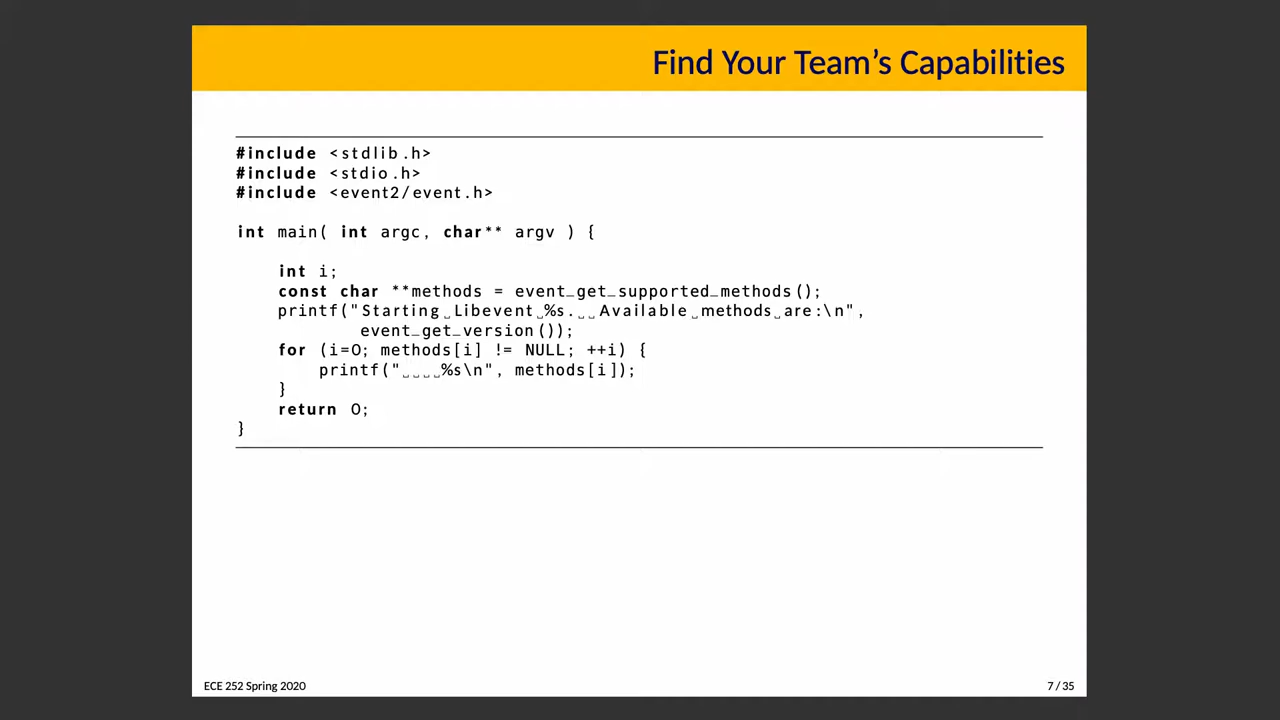 Find Your Team's Capabilities
#include <stdlib.h>
#include <stdio.h>
#include <event2/event.h>
int main( int argc, char** argv ) {
    int i;
    const char **methods = event_get_supported_methods();
    printf("Starting␣Libevent␣%s.␣␣Available␣methods␣are:\n",
            event_get_version());
    for (i=0; methods[i] != NULL; ++i) {
        printf("␣␣␣␣%s\n", methods[i]);
    }
    return 0;
}
ECE 252 Spring 2020
7 / 35